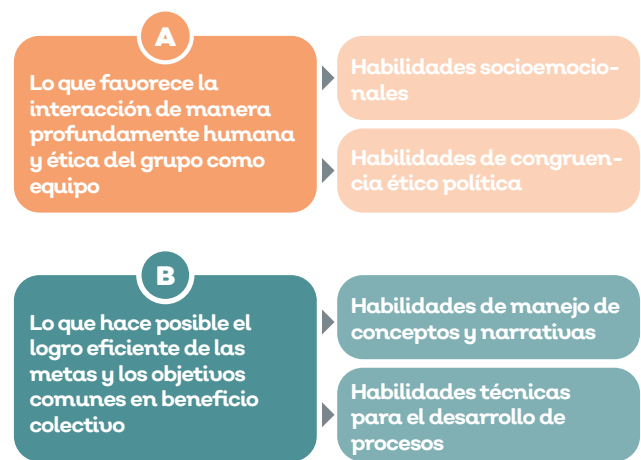 A
Lo que favorece la
interacción de manera
profundamente humana
y ética del grupo como
equipo
Habilidades socioemocio-
nales
Habilidades de congruen-
cia ético política
B
Lo que hace posible el
logro eficiente de las
metas y los objetivos
comunes en beneficio
colectivo
Habilidades de manejo de
conceptos y narrativas
Habilidades técnicas
para el desarrollo de
procesos